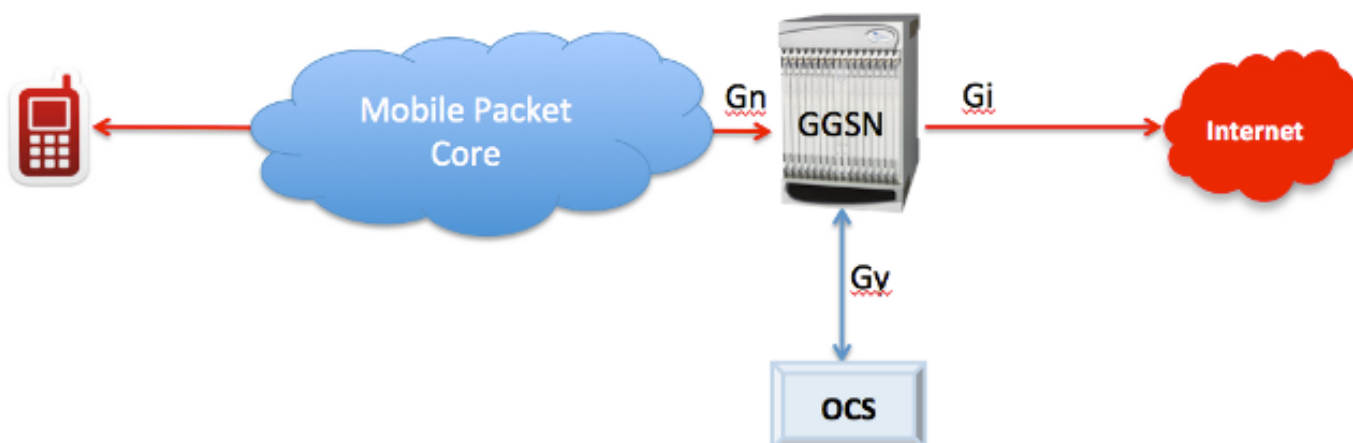 Mobile Packet
Core
Gn
GGSN
Gi
Internet
Gy
OCS